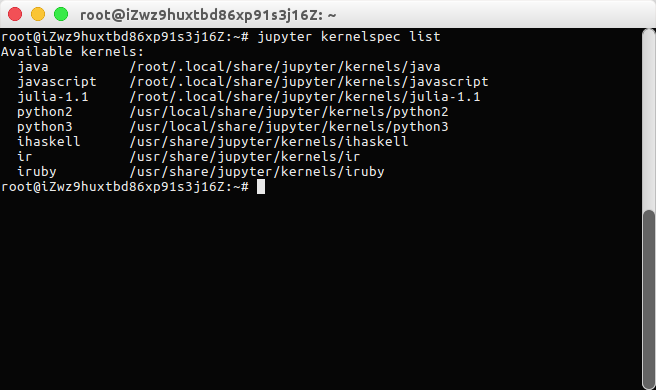 root@iZwz9huxtbd86xp91s3j16Z: ~
root@iZwz9huxtbd86xp91s3j16Z:~# jupyter kernelspec list
Available kernels:
  java          /root/.local/share/jupyter/kernels/java
  javascript    /root/.local/share/jupyter/kernels/javascript
  julia-1.1     /root/.local/share/jupyter/kernels/julia-1.1
  python2       /usr/local/share/jupyter/kernels/python2
  python3       /usr/local/share/jupyter/kernels/python3
  ihaskell      /usr/share/jupyter/kernels/ihaskell
  ir            /usr/share/jupyter/kernels/ir
  iruby         /usr/share/jupyter/kernels/iruby
root@iZwz9huxtbd86xp91s3j16Z:~#